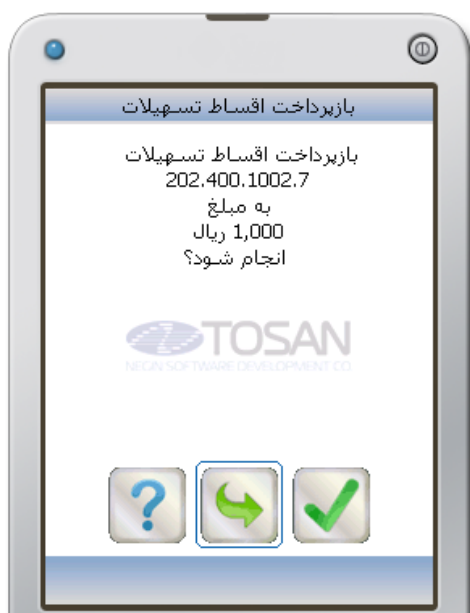 بازپرداخت اقساط تسهیلات
بازپرداخت اقساط تسهیلات
202.400.1002.7
به مبلغ
1,000 ریال
انجام شود؟
TOSAN
NEGIN SOFTWARE DEVELOPMENT CO.